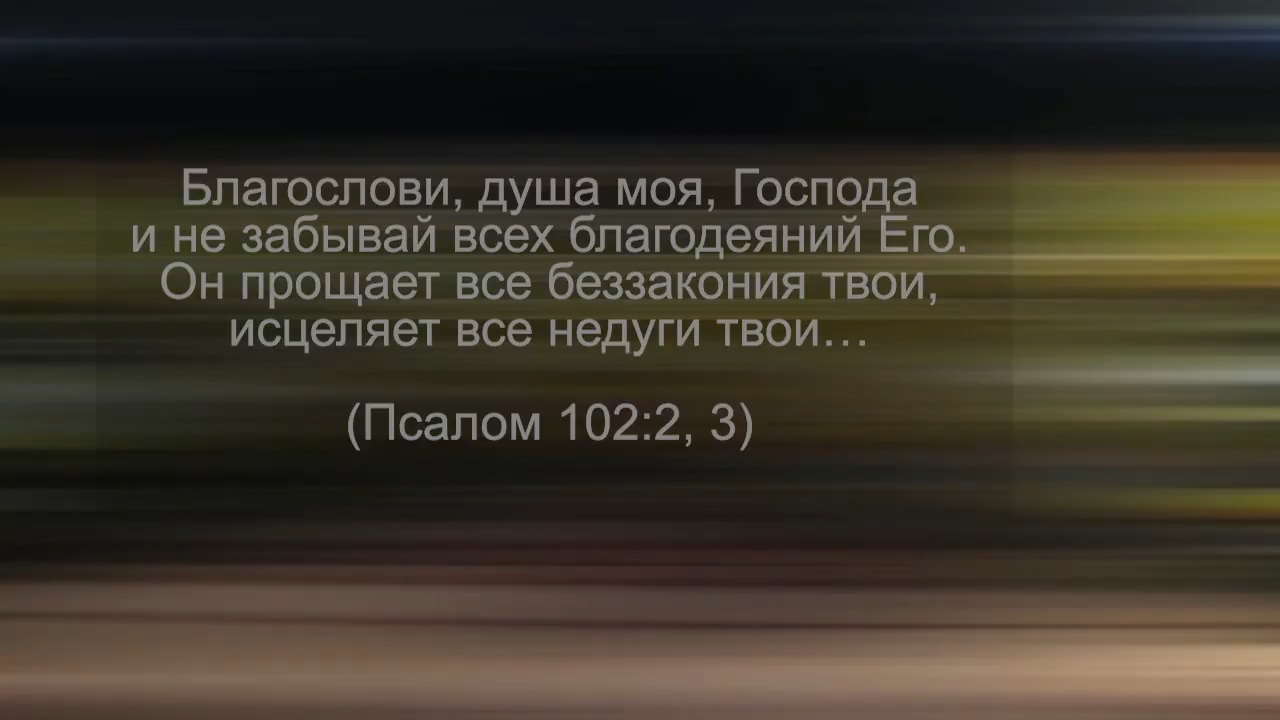 Благослови, душа моя, Господа
и не забывай всех благодеяний Его.
Он прощает все беззакония твои,
исцеляет все недуги твои…
(Псалом 102:2, 3)